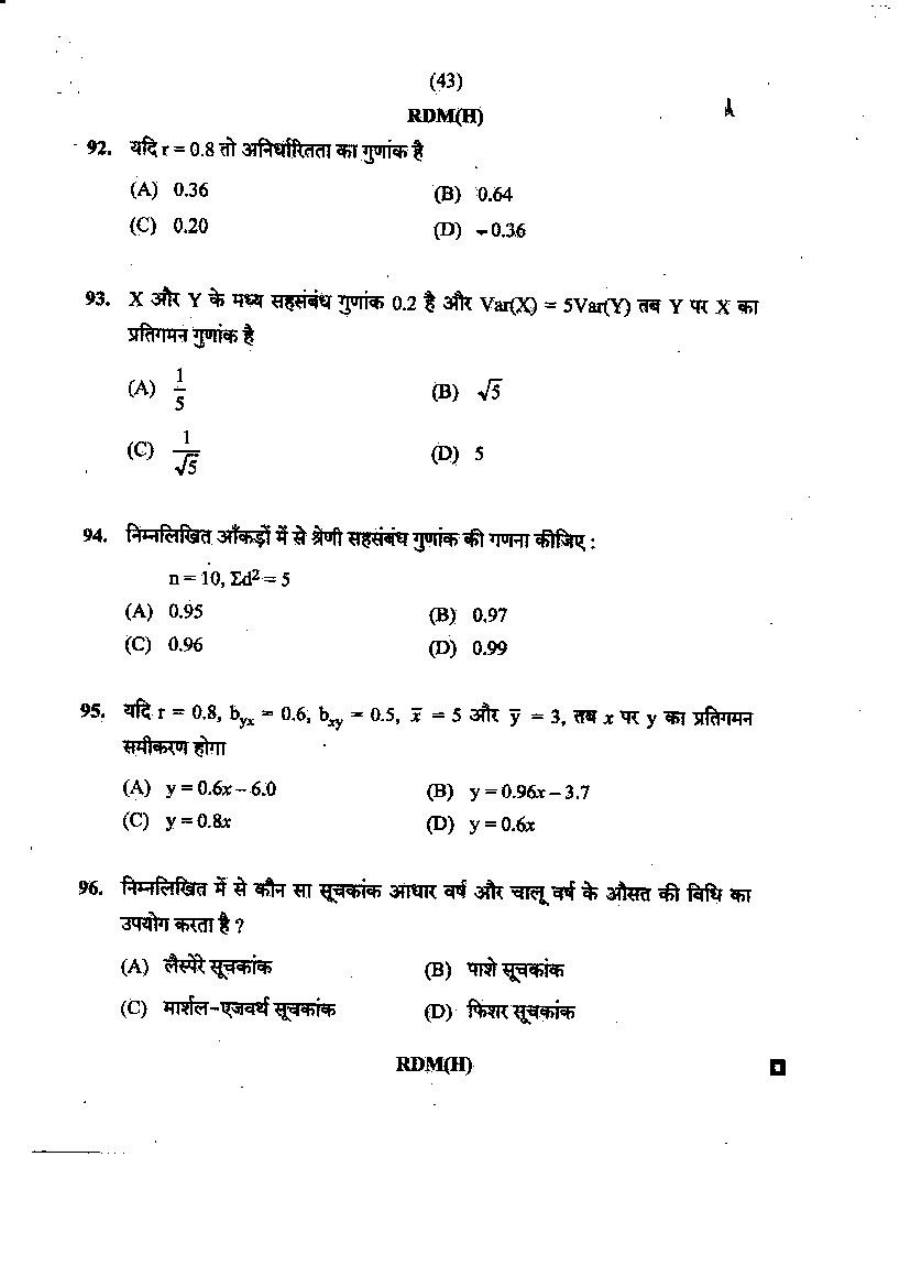 (43)
RDM(H)
92. यदि r = 0.8 तो अनिर्धारितता का गुणांक है
(A) 0.36
(B) 0.64
(C) 0.20
(D) – 0.36
93. X और Y के मध्य सहसंबंध गुणांक 0.2 है और Var(X) = 5Var(Y) तब Y पर X का
प्रतिगमन गुणांक है
(A) 1/5
(B) √5
(C) 1/√5
(D) 5
94. निम्नलिखित आँकड़ों में से श्रेणी सहसंबंध गुणांक की गणना कीजिए :
n = 10, Σd² = 5
(A) 0.95
(B) 0.97
(C) 0.96
(D) 0.99
95. यदि r = 0.8, b_yx = 0.6, b_xy = 0.5, x̄ = 5 और ȳ = 3, तब x पर y का प्रतिगमन
समीकरण होगा
(A) y = 0.6x – 6.0
(B) y = 0.96x – 3.7
(C) y = 0.8x
(D) y = 0.6x
96. निम्नलिखित में से कौन सा सूचकांक आधार वर्ष और चालू वर्ष के औसत की विधि का
उपयोग करता है ?
(A) लैस्पेरे सूचकांक
(B) पाशे सूचकांक
(C) मार्शल-एजवर्थ सूचकांक
(D) फिशर सूचकांक
RDM(H)